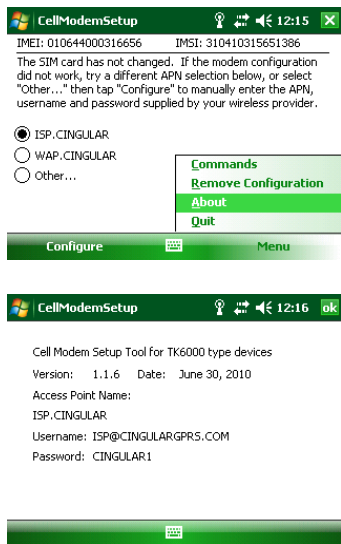 CellModemSetup 12:15
IMEI: 010644000316656 IMSI: 310410315651386
The SIM card has not changed. If the modem configuration
did not work, try a different APN selection below, or select
"Other..." then tap "Configure" to manually enter the APN,
username and password supplied by your wireless provider.
ISP.CINGULAR
WAP.CINGULAR
Other...
Commands
Remove Configuration
About
Quit
Configure Menu
CellModemSetup 12:16 ok
Cell Modem Setup Tool for TK6000 type devices
Version: 1.1.6 Date: June 30, 2010
Access Point Name:
ISP.CINGULAR
Username: ISP@CINGULARGPRS.COM
Password: CINGULAR1